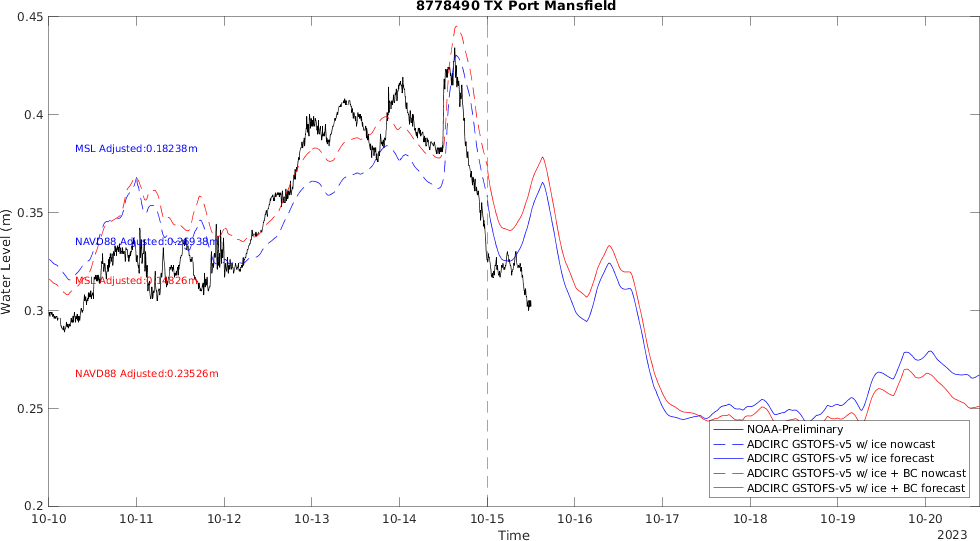 8778490 TX Port Mansfield
0.45
0.4
0.35
0.3
0.25
0.2
Water Level (m)
MSL Adjusted:0.18238m
NAVD88 Adjusted:0.26938m
MSL Adjusted:0.14826m
NAVD88 Adjusted:0.23526m
NOAA-Preliminary
ADCIRC GSTOFS-v5 w/ ice nowcast
ADCIRC GSTOFS-v5 w/ ice forecast
ADCIRC GSTOFS-v5 w/ ice + BC nowcast
ADCIRC GSTOFS-v5 w/ ice + BC forecast
10-10 10-11 10-12 10-13 10-14 10-15 10-16 10-17 10-18 10-19 10-20
Time
2023